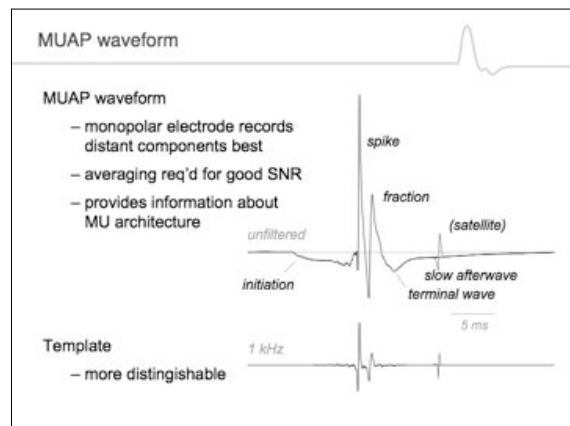 MUAP waveform
MUAP waveform
– monopolar electrode records
distant components best
– averaging req'd for good SNR
– provides information about
MU architecture
spike
fraction
(satellite)
unfiltered
initiation
slow afterwave
terminal wave
5 ms
Template
1 kHz
– more distingishable